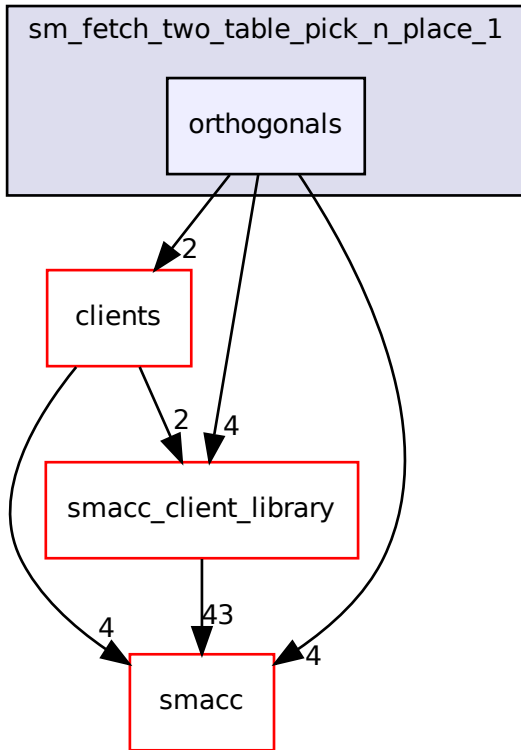 sm_fetch_two_table_pick_n_place_1
orthogonals
2
clients
2
4
smacc_client_library
43
4
4
smacc